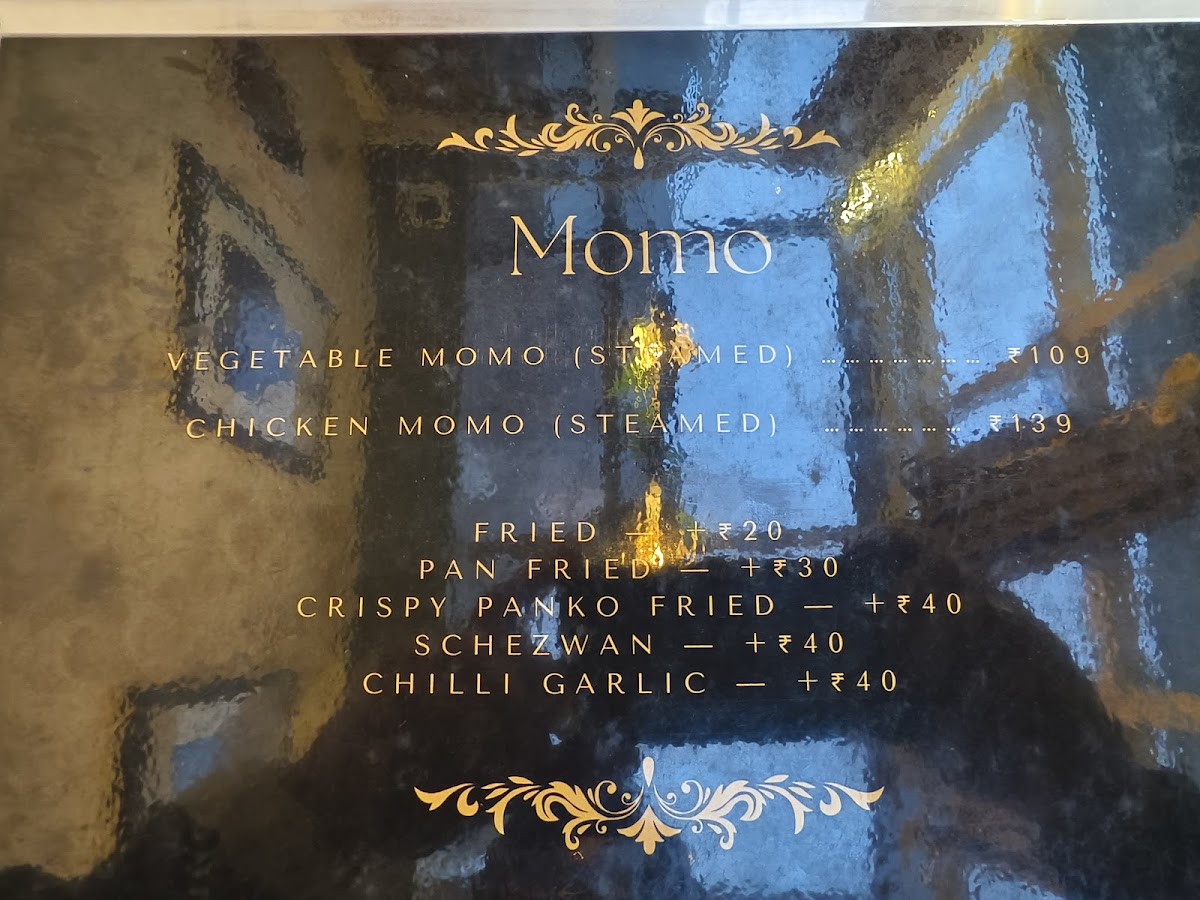 Momo
VEGETABLE MOMO (STEAMED) ... ... ... ... ... ... ... ₹109
CHICKEN MOMO (STEAMED) ... ... ... ... ... ... ₹139
FRIED — +₹20
PAN FRIED — +₹30
CRISPY PANKO FRIED — +₹40
SCHEZWAN — +₹40
CHILLI GARLIC — +₹40